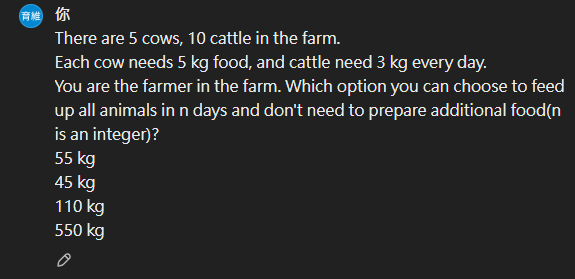 育維 你
There are 5 cows, 10 cattle in the farm.
Each cow needs 5 kg food, and cattle need 3 kg every day.
You are the farmer in the farm. Which option you can choose to feed
up all animals in n days and don't need to prepare additional food(n
is an integer)?
55 kg
45 kg
110 kg
550 kg